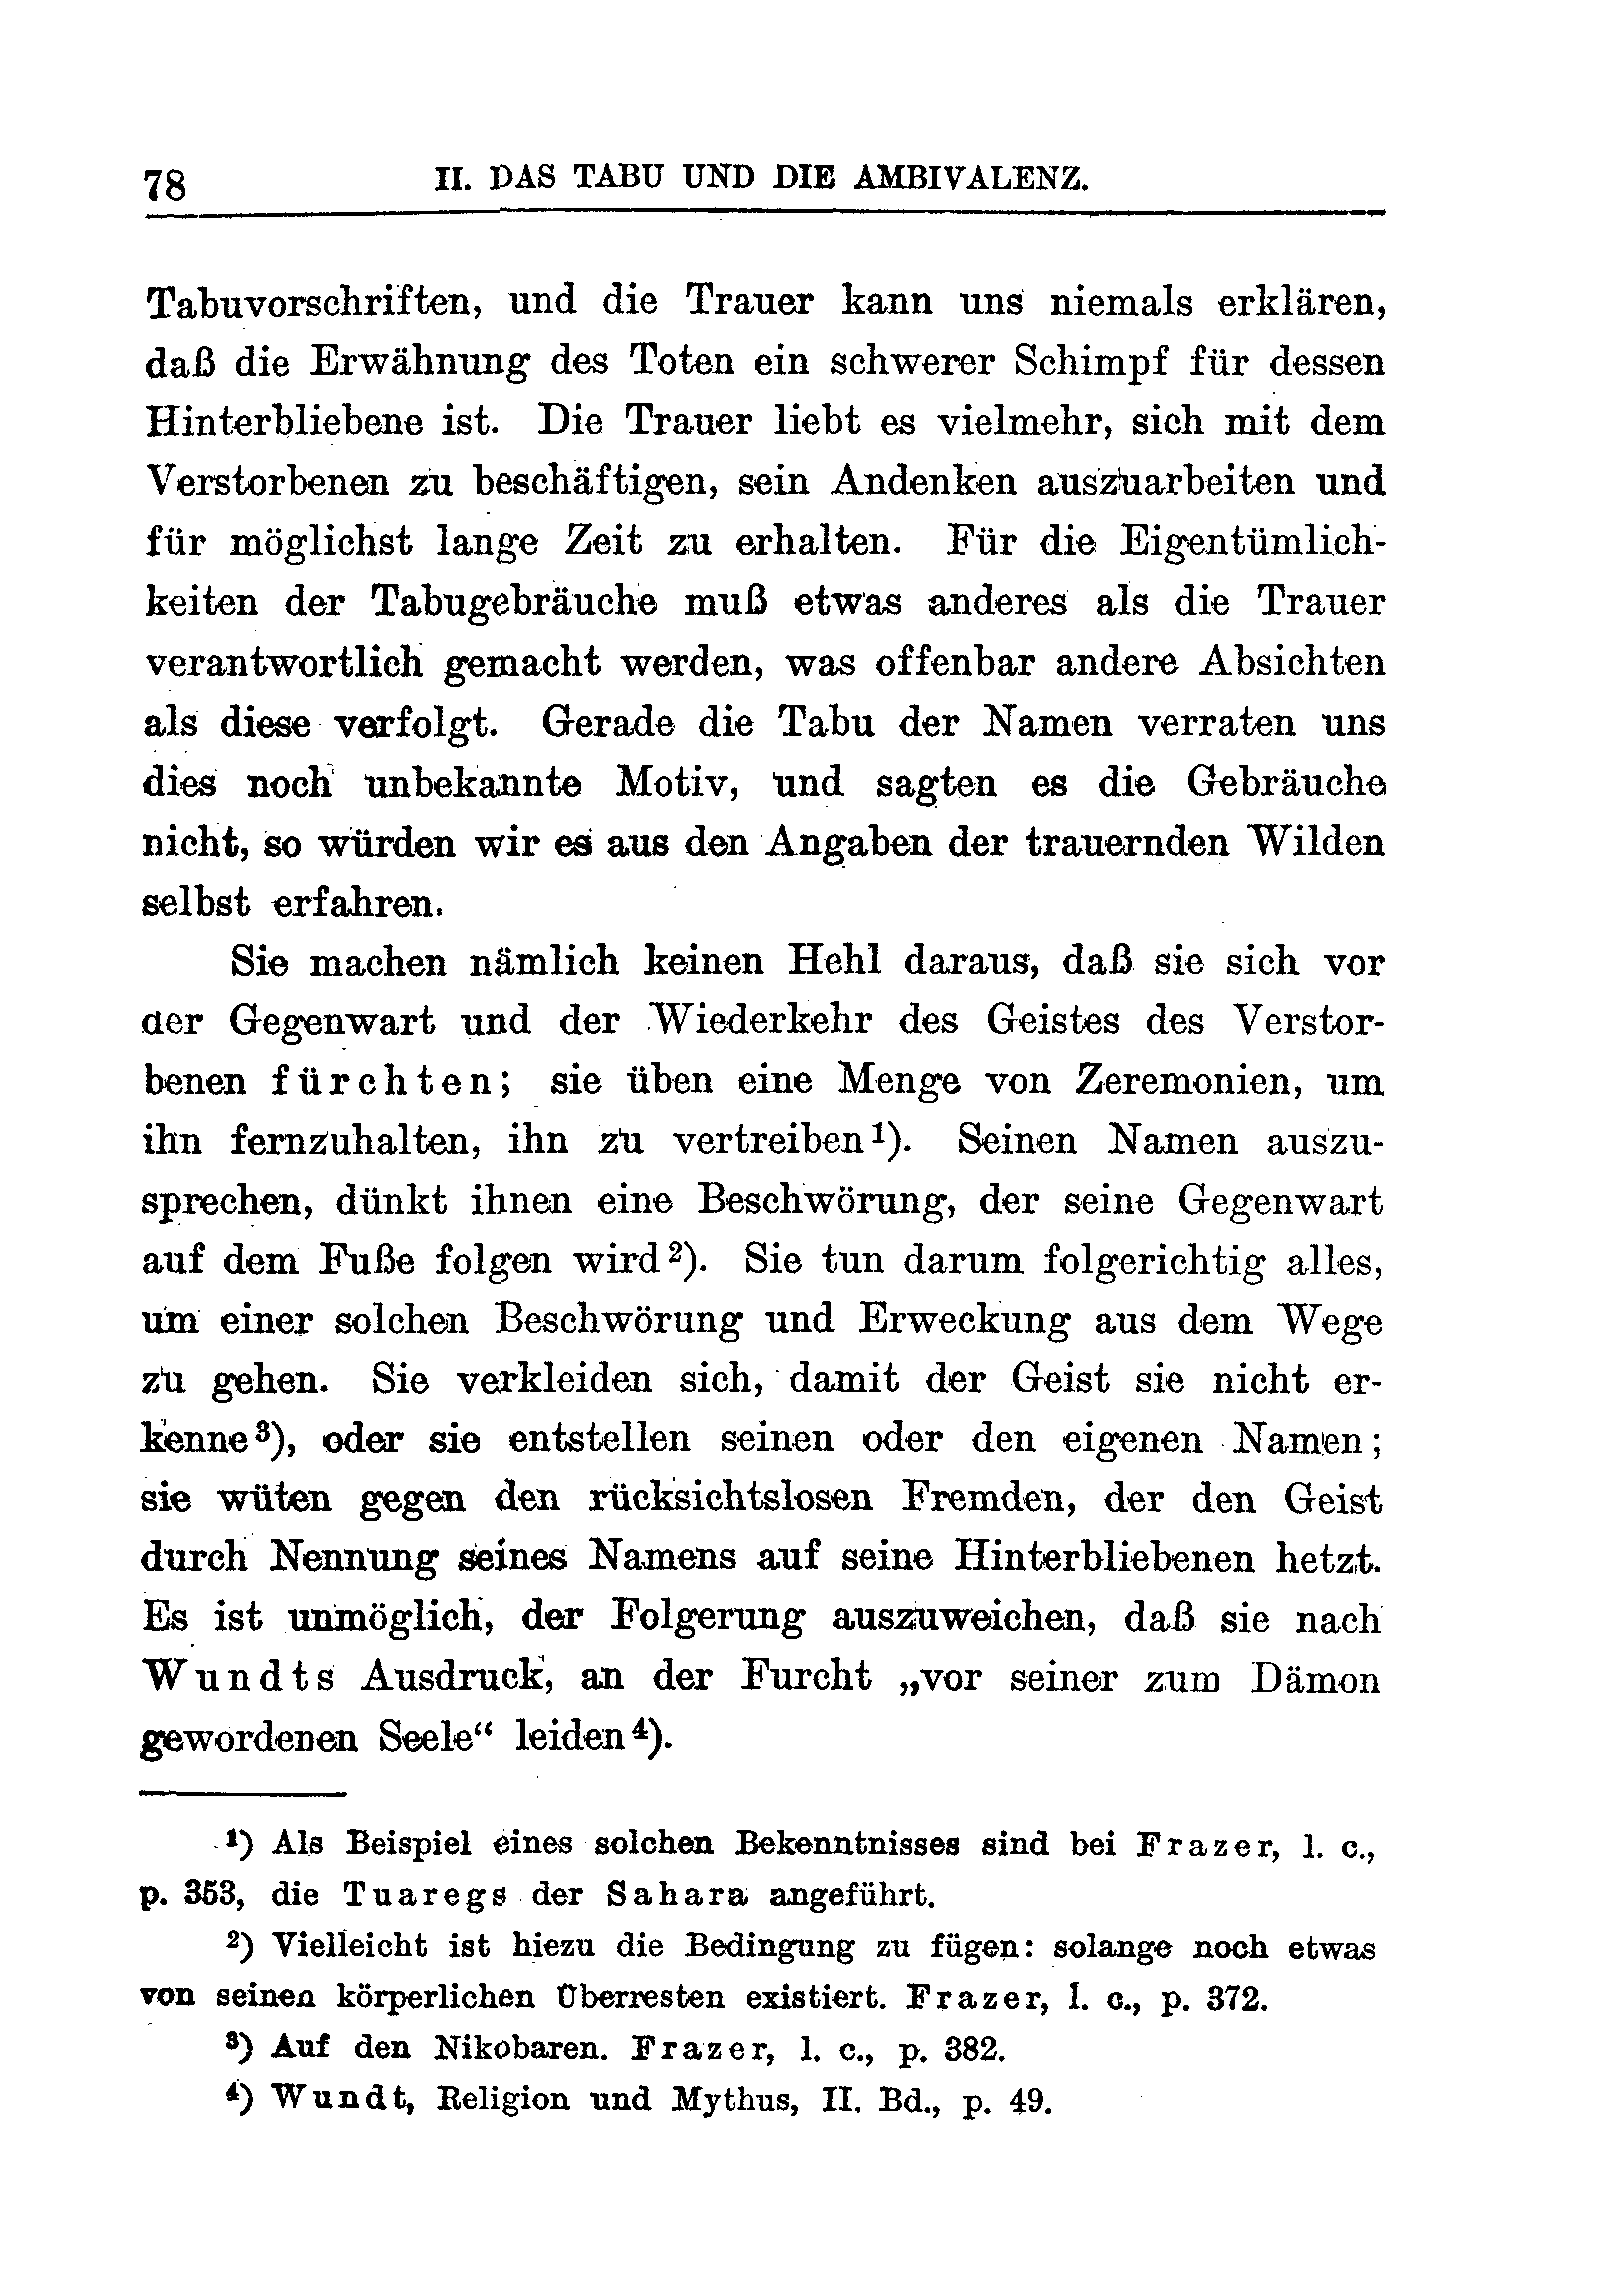 78 II. DAS TABU UND DIE AMBIVALENZ.
Tabuvorschriften, und die Trauer kann uns niemals erklären,
daß die Erwähnung des Toten ein schwerer Schimpf für dessen
Hinterbliebene ist. Die Trauer liebt es vielmehr, sich mit dem
Verstorbenen zu beschäftigen, sein Andenken auszuarbeiten und
für möglichst lange Zeit zu erhalten. Für die Eigentümlich-
keiten der Tabugebräuche muß etwas anderes als die Trauer
verantwortlich gemacht werden, was offenbar andere Absichten
als diese verfolgt. Gerade die Tabu der Namen verraten uns
dies noch unbekannte Motiv, und sagten es die Gebräuche
nicht, so würden wir es aus den Angaben der trauernden Wilden
selbst erfahren.
Sie machen nämlich keinen Hehl daraus, daß sie sich vor
der Gegenwart und der Wiederkehr des Geistes des Verstor-
benen fürchten; sie üben eine Menge von Zeremonien, um
ihn fernzuhalten, ihn zu vertreiben¹). Seinen Namen auszu-
sprechen, dünkt ihnen eine Beschwörung, der seine Gegenwart
auf dem Fuße folgen wird²). Sie tun darum folgerichtig alles,
um einer solchen Beschwörung und Erweckung aus dem Wege
zu gehen. Sie verkleiden sich, damit der Geist sie nicht er-
kenne³), oder sie entstellen seinen oder den eigenen Namen;
sie wüten gegen den rücksichtslosen Fremden, der den Geist
durch Nennung seines Namens auf seine Hinterbliebenen hetzt.
Es ist unmöglich, der Folgerung auszuweichen, daß sie nach
Wundts Ausdruck, an der Furcht „vor seiner zum Dämon
gewordenen Seele“ leiden⁴).
¹) Als Beispiel eines solchen Bekenntnisses sind bei Frazer, l. c.,
p. 353, die Tuaregs der Sahara angeführt.
²) Vielleicht ist hiezu die Bedingung zu fügen: solange noch etwas
von seinen körperlichen Überresten existiert. Frazer, l. c., p. 372.
³) Auf den Nikobaren. Frazer, l. c., p. 382.
⁴) Wundt, Religion und Mythus, II. Bd., p. 49.